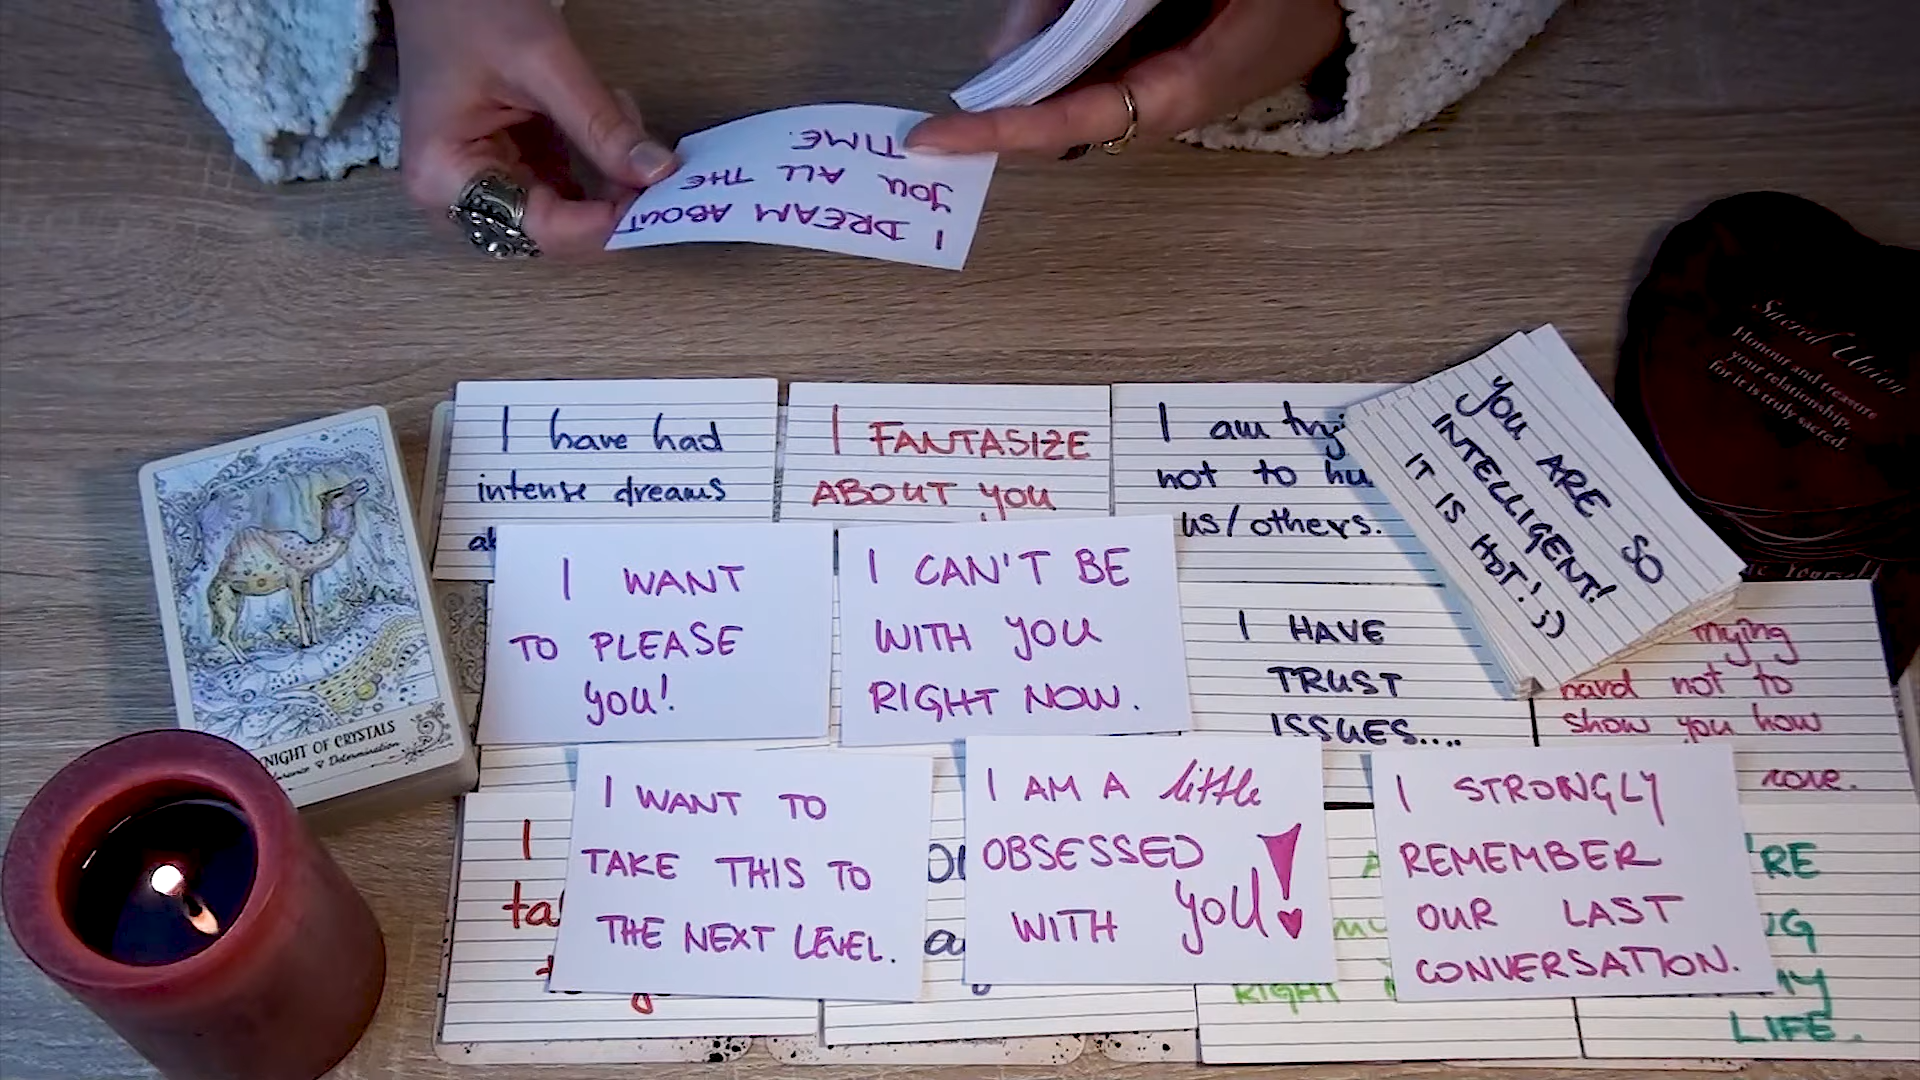 I DREAM ABOUT
YOU ALL THE
TIME.
Sacred Union
Honour and treasure
your relationship,
for it is truly sacred.
I have had
intense dreams
I FANTASIZE
ABOUT YOU
I am
not to
us/others.
YOU ARE SO
INTELLIGENT!
IT IS HOT! ;)
I WANT
TO PLEASE
YOU!
I CAN'T BE
WITH YOU
RIGHT NOW.
I HAVE
TRUST
ISSUES....
trying
hard not to
show you how
KNIGHT OF CRYSTALS
Determination
I WANT TO
TAKE THIS TO
THE NEXT LEVEL.
I AM A little
OBSESSED
WITH YOU!
I STRONGLY
REMEMBER
OUR LAST
CONVERSATION.
I
RIGHT
LIFE.